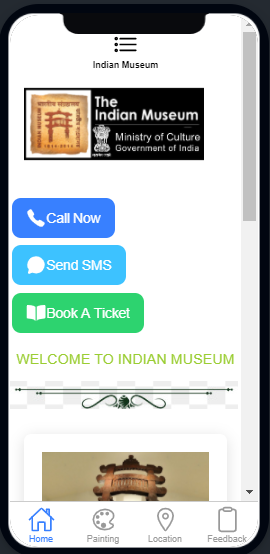 Indian Museum
The
Indian Museum
Ministry of Culture
Government of India
Call Now
Send SMS
Book A Ticket
WELCOME TO INDIAN MUSEUM
Home
Painting
Location
Feedback